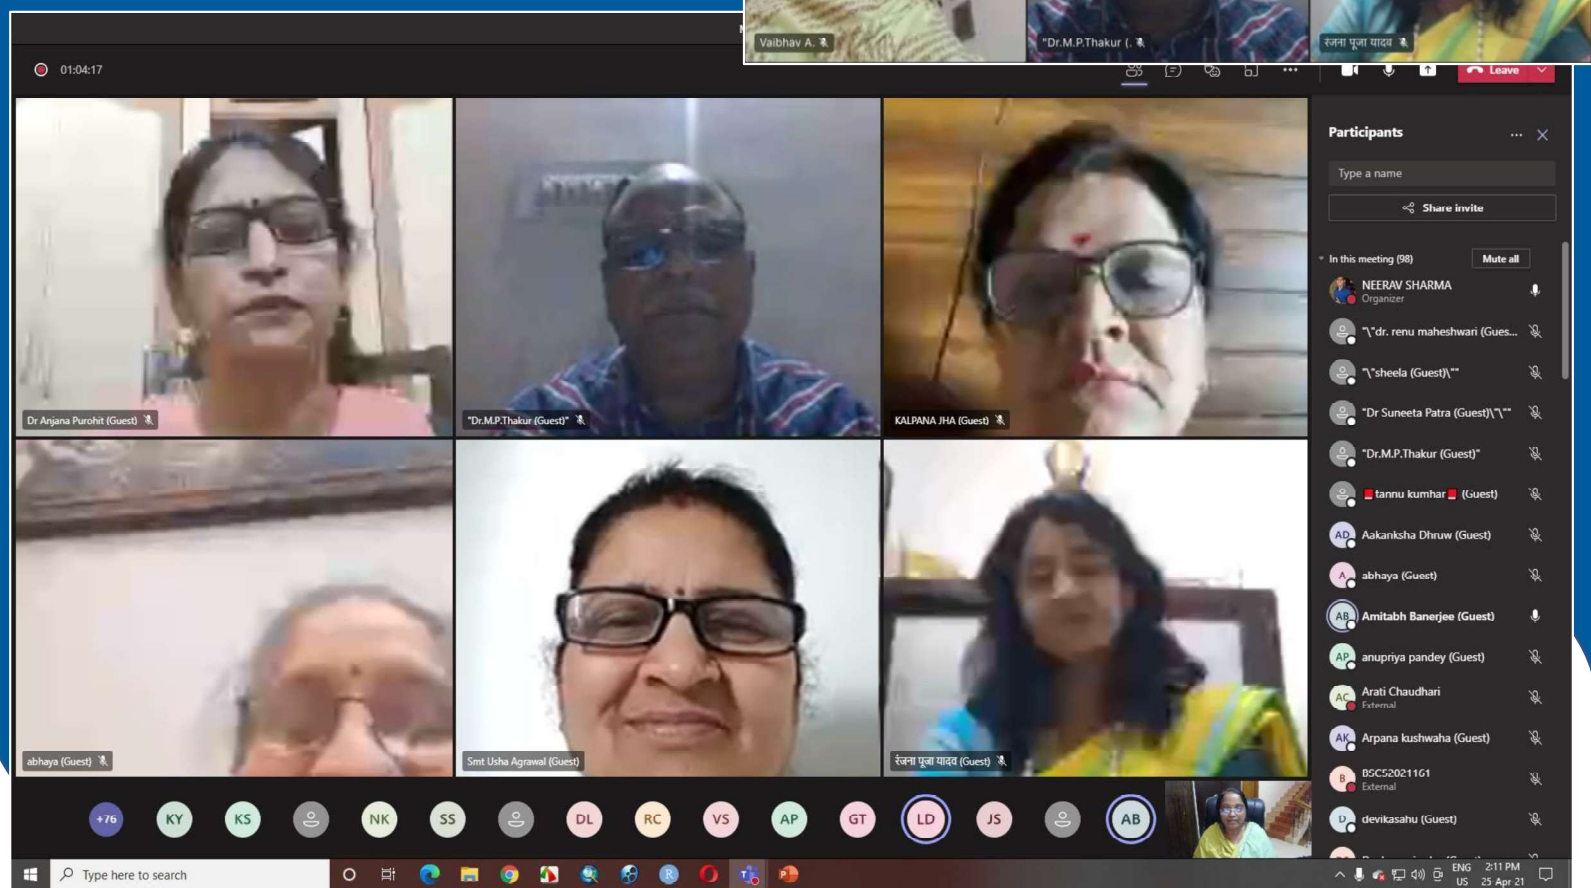 Vaibhav A.
"Dr.M.P.Thakur (.
रंजना पूजा यादव
01:04:17
Leave
Dr Anjana Purohit (Guest)
"Dr.M.P.Thakur (Guest)"
KALPANA JHA (Guest)
abhaya (Guest)
Smt Usha Agrawal (Guest)
रंजना पूजा यादव (Guest)
+76
KY
KS
NK
SS
DL
RC
VS
AP
GT
LD
JS
AB
Participants
Type a name
Share invite
In this meeting (98)
Mute all
NEERAV SHARMA
Organizer
"\"dr. renu maheshwari (Gues...
"\"sheela (Guest)\""
"Dr Suneeta Patra (Guest)\"\""
"Dr.M.P.Thakur (Guest)"
tannu kumhar (Guest)
AD Aakanksha Dhruw (Guest)
A abhaya (Guest)
AB Amitabh Banerjee (Guest)
AP anupriya pandey (Guest)
AC Arati Chaudhari
External
AK Arpana kushwaha (Guest)
B BSC52021161
External
D devikasahu (Guest)
Type here to search
ENG
US
2:11 PM
25-Apr-21